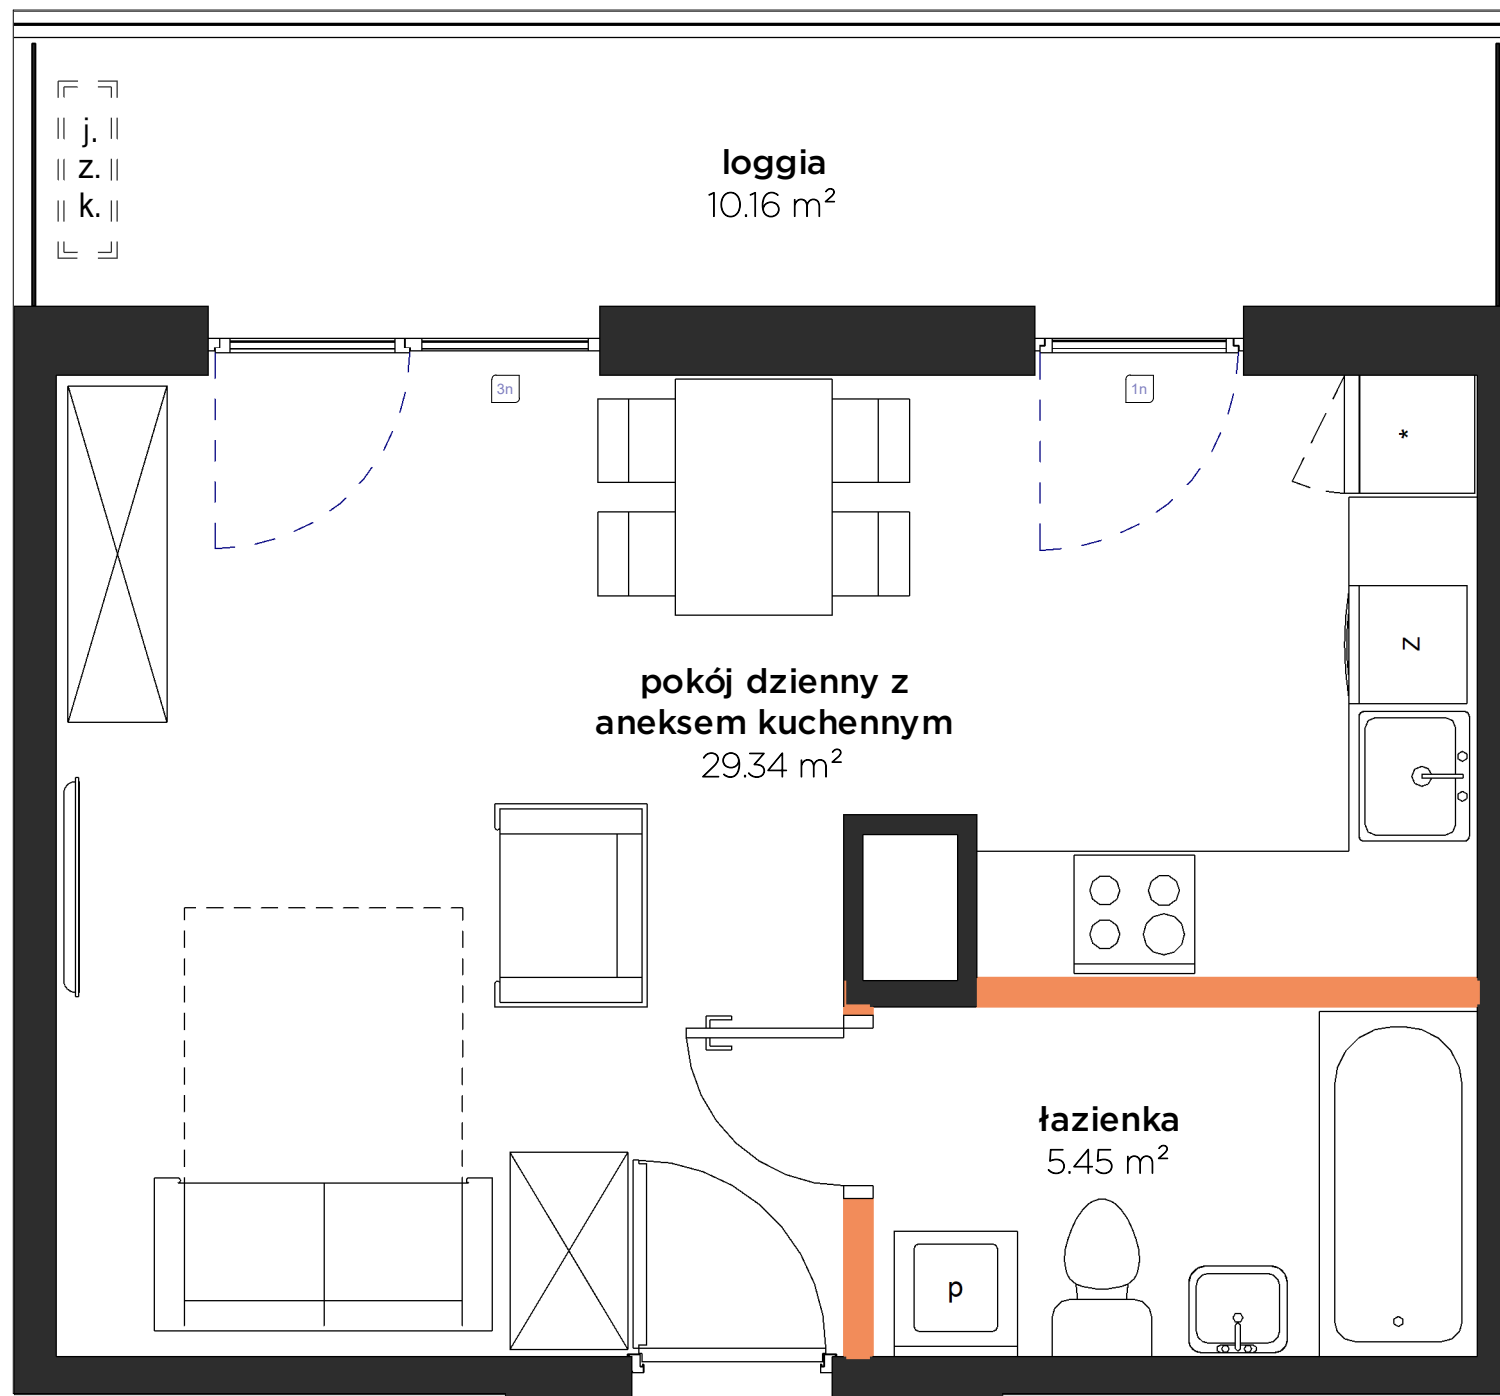 j.
z.
k.
loggia
10.16 m²
3n
1n
*
Z
pokój dzienny z
aneksem kuchennym
29.34 m²
łazienka
5.45 m²
p